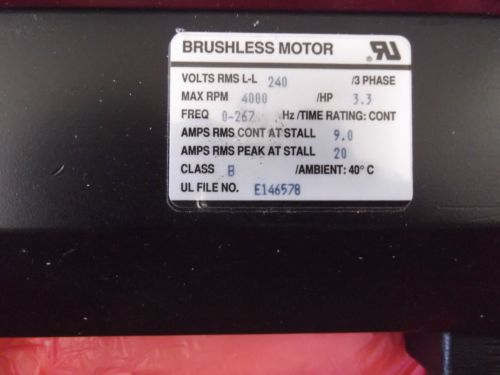 BRUSHLESS MOTOR
VOLTS RMS L-L 240 /3 PHASE
MAX RPM 4000 /HP 3.3
FREQ 0-267 Hz /TIME RATING: CONT
AMPS RMS CONT AT STALL 9.0
AMPS RMS PEAK AT STALL 20
CLASS B /AMBIENT: 40° C
UL FILE NO. E146578